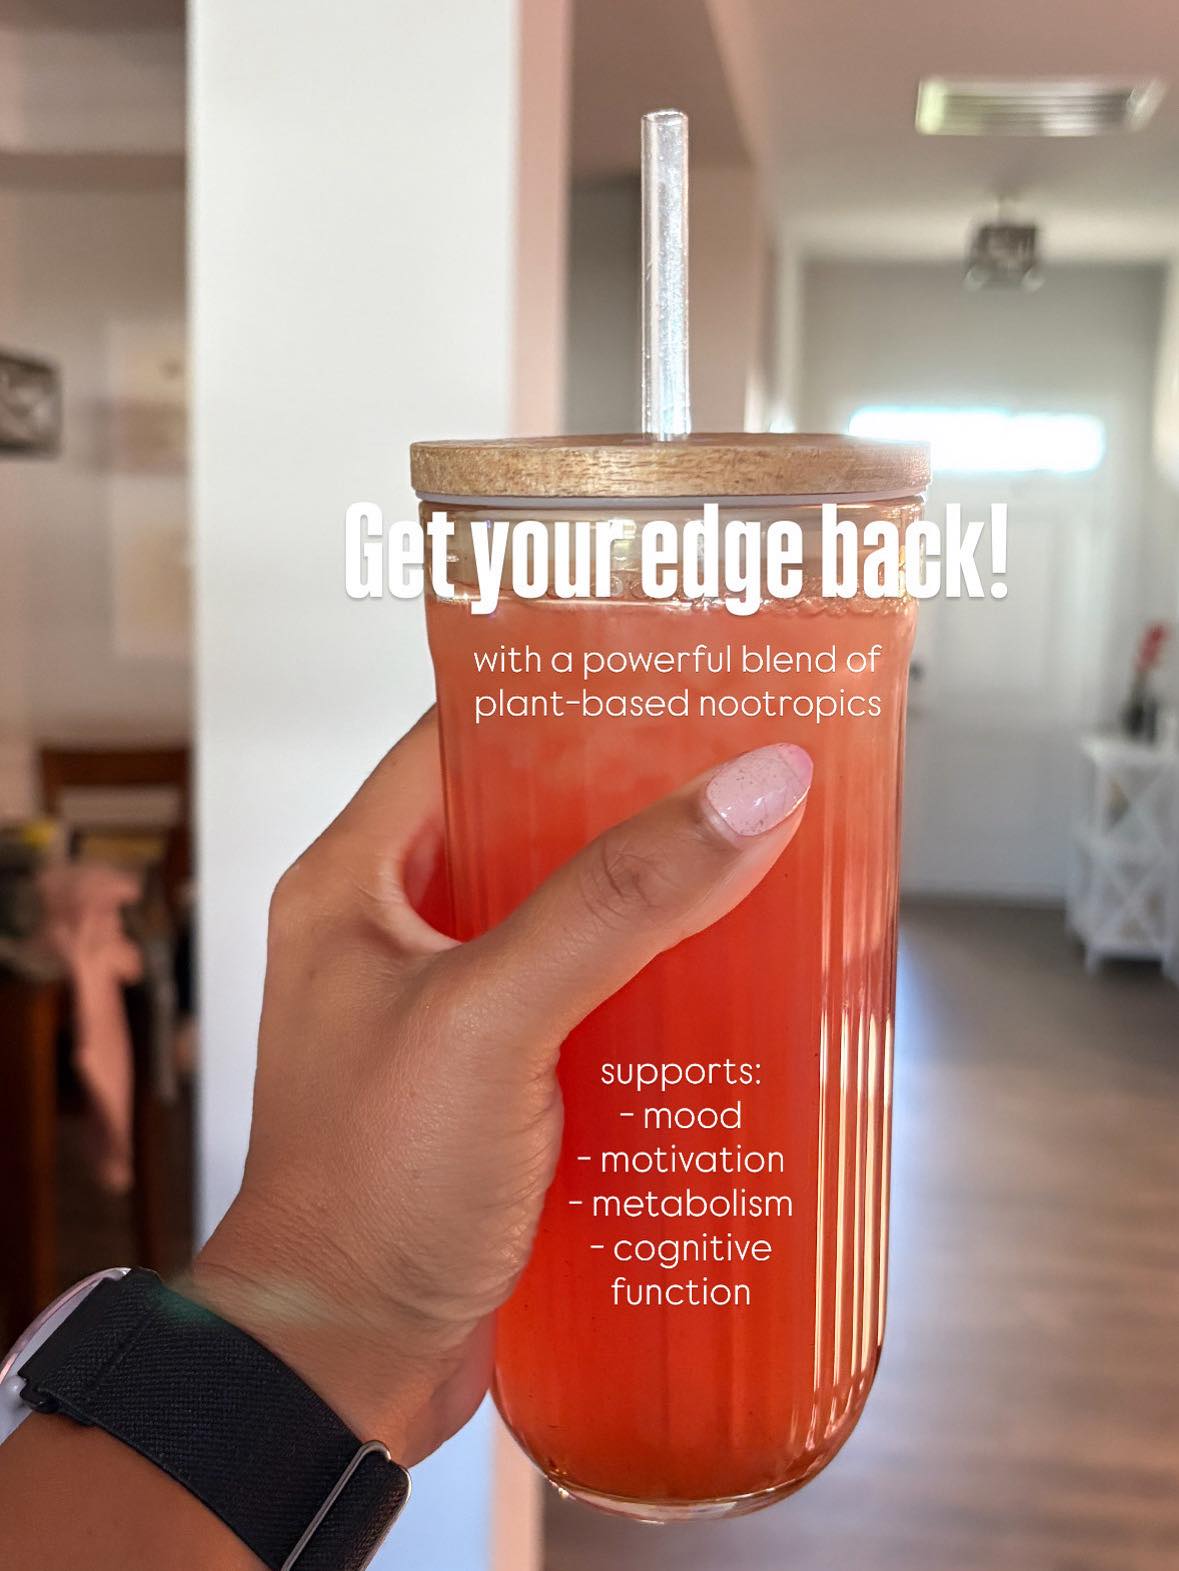 Get your edge back!
with a powerful blend of
plant-based nootropics
supports:
- mood
- motivation
- metabolism
- cognitive
function